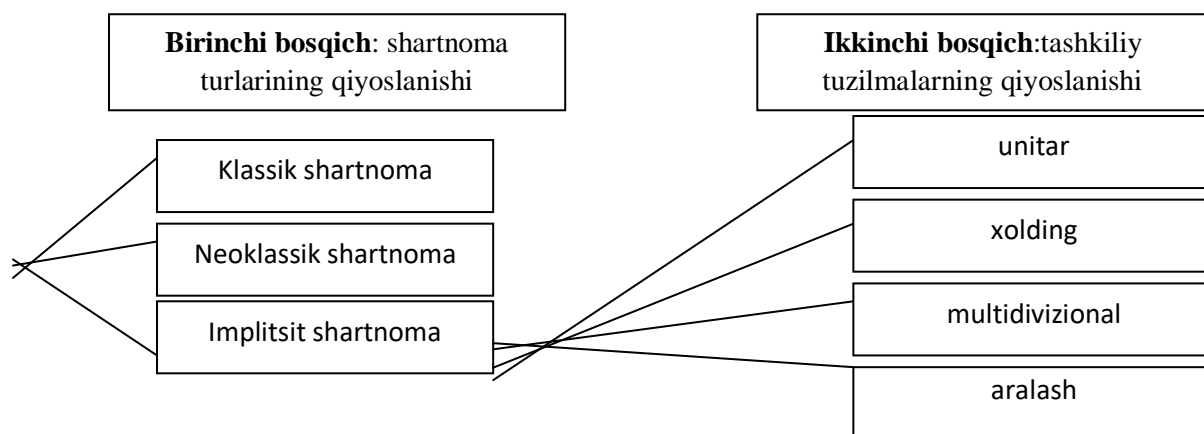 Birinchi bosqich: shartnoma
turlarining qiyoslanishi
Klassik shartnoma
Neoklassik shartnoma
Implitsit shartnoma
Ikkinchi bosqich:tashkiliy
tuzilmalarning qiyoslanishi
unitar
xolding
multidivizional
aralash